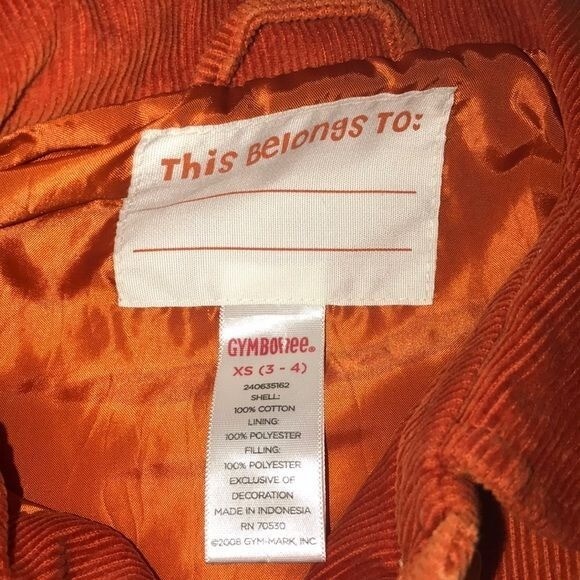 This Belongs To:
GYMBOREE®
XS (3 - 4)
240635162
SHELL:
100% COTTON
LINING:
100% POLYESTER
FILLING:
100% POLYESTER
EXCLUSIVE OF
DECORATION
MADE IN INDONESIA
RN 70530
©2008 GYM-MARK, INC